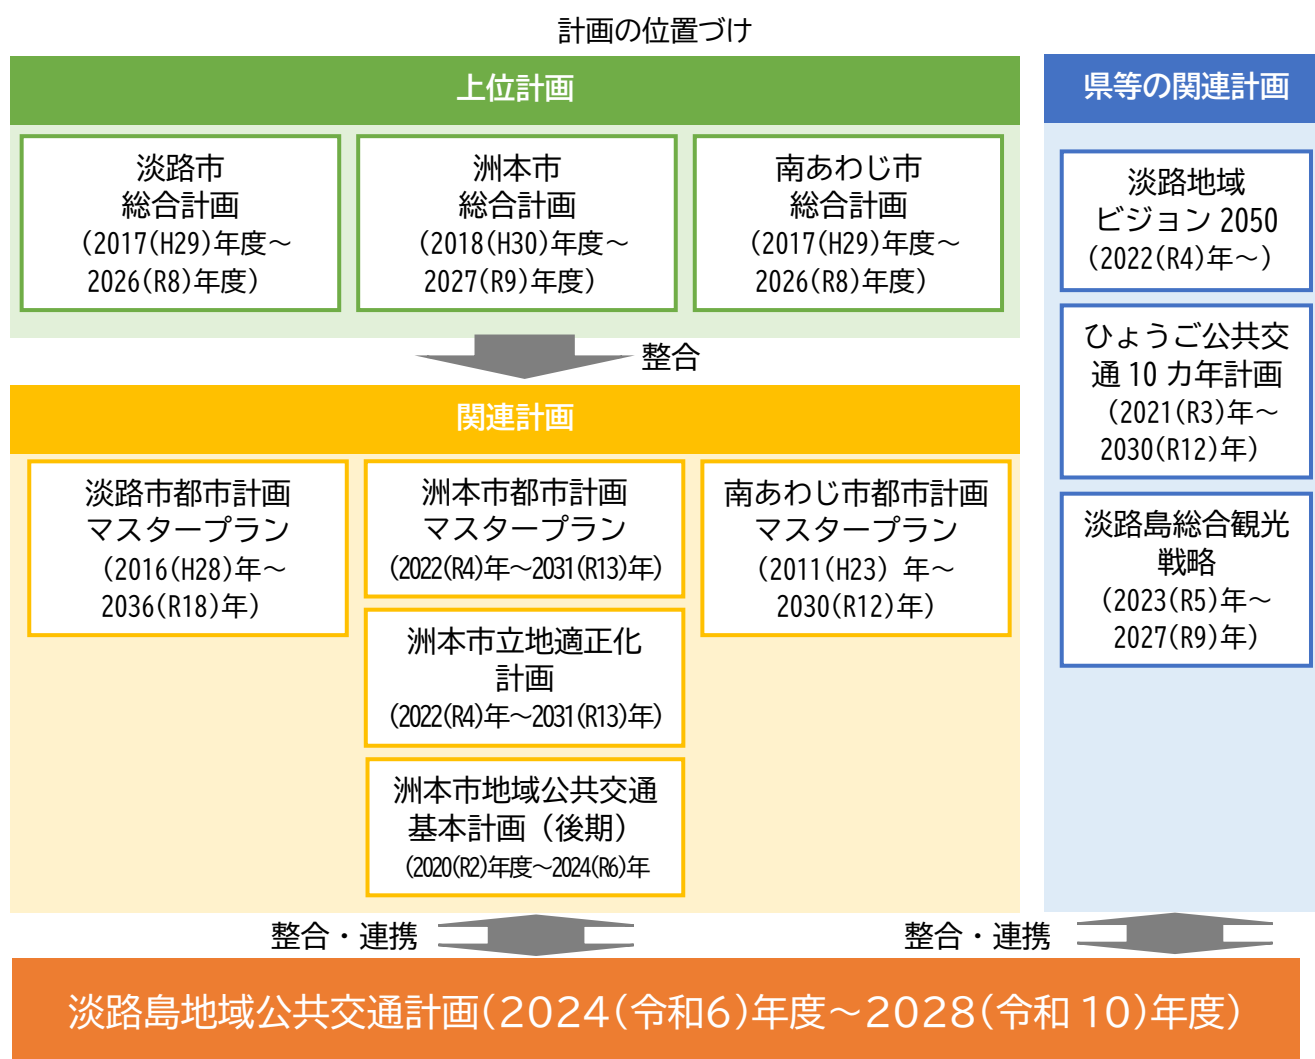 計画の位置づけ
上位計画
淡路市
総合計画
（2017(H29)年度～
2026(R8)年度）
洲本市
総合計画
（2018(H30)年度～
2027(R9)年度）
南あわじ市
総合計画
（2017(H29)年度～
2026(R8)年度）
整合
関連計画
淡路市都市計画
マスタープラン
（2016(H28)年～
2036(R18)年）
洲本市都市計画
マスタープラン
（2022(R4)年～2031(R13)年）
洲本市立地適正化
計画
（2022(R4)年～2031(R13)年）
洲本市地域公共交通
基本計画（後期）
（2020(R2)年度～2024(R6)年
南あわじ市都市計画
マスタープラン
（2011(H23) 年～
2030(R12)年）
県等の関連計画
淡路地域
ビジョン 2050
（2022(R4)年～）
ひょうご公共交
通 10 カ年計画
（2021(R3)年～
2030(R12)年）
淡路島総合観光
戦略
（2023(R5)年～
2027(R9)年）
整合・連携
整合・連携
淡路島地域公共交通計画(2024(令和6)年度～2028(令和 10)年度)